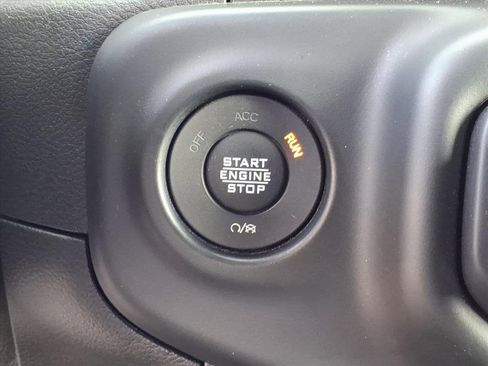 OFF ACC RUN
START
ENGINE
STOP